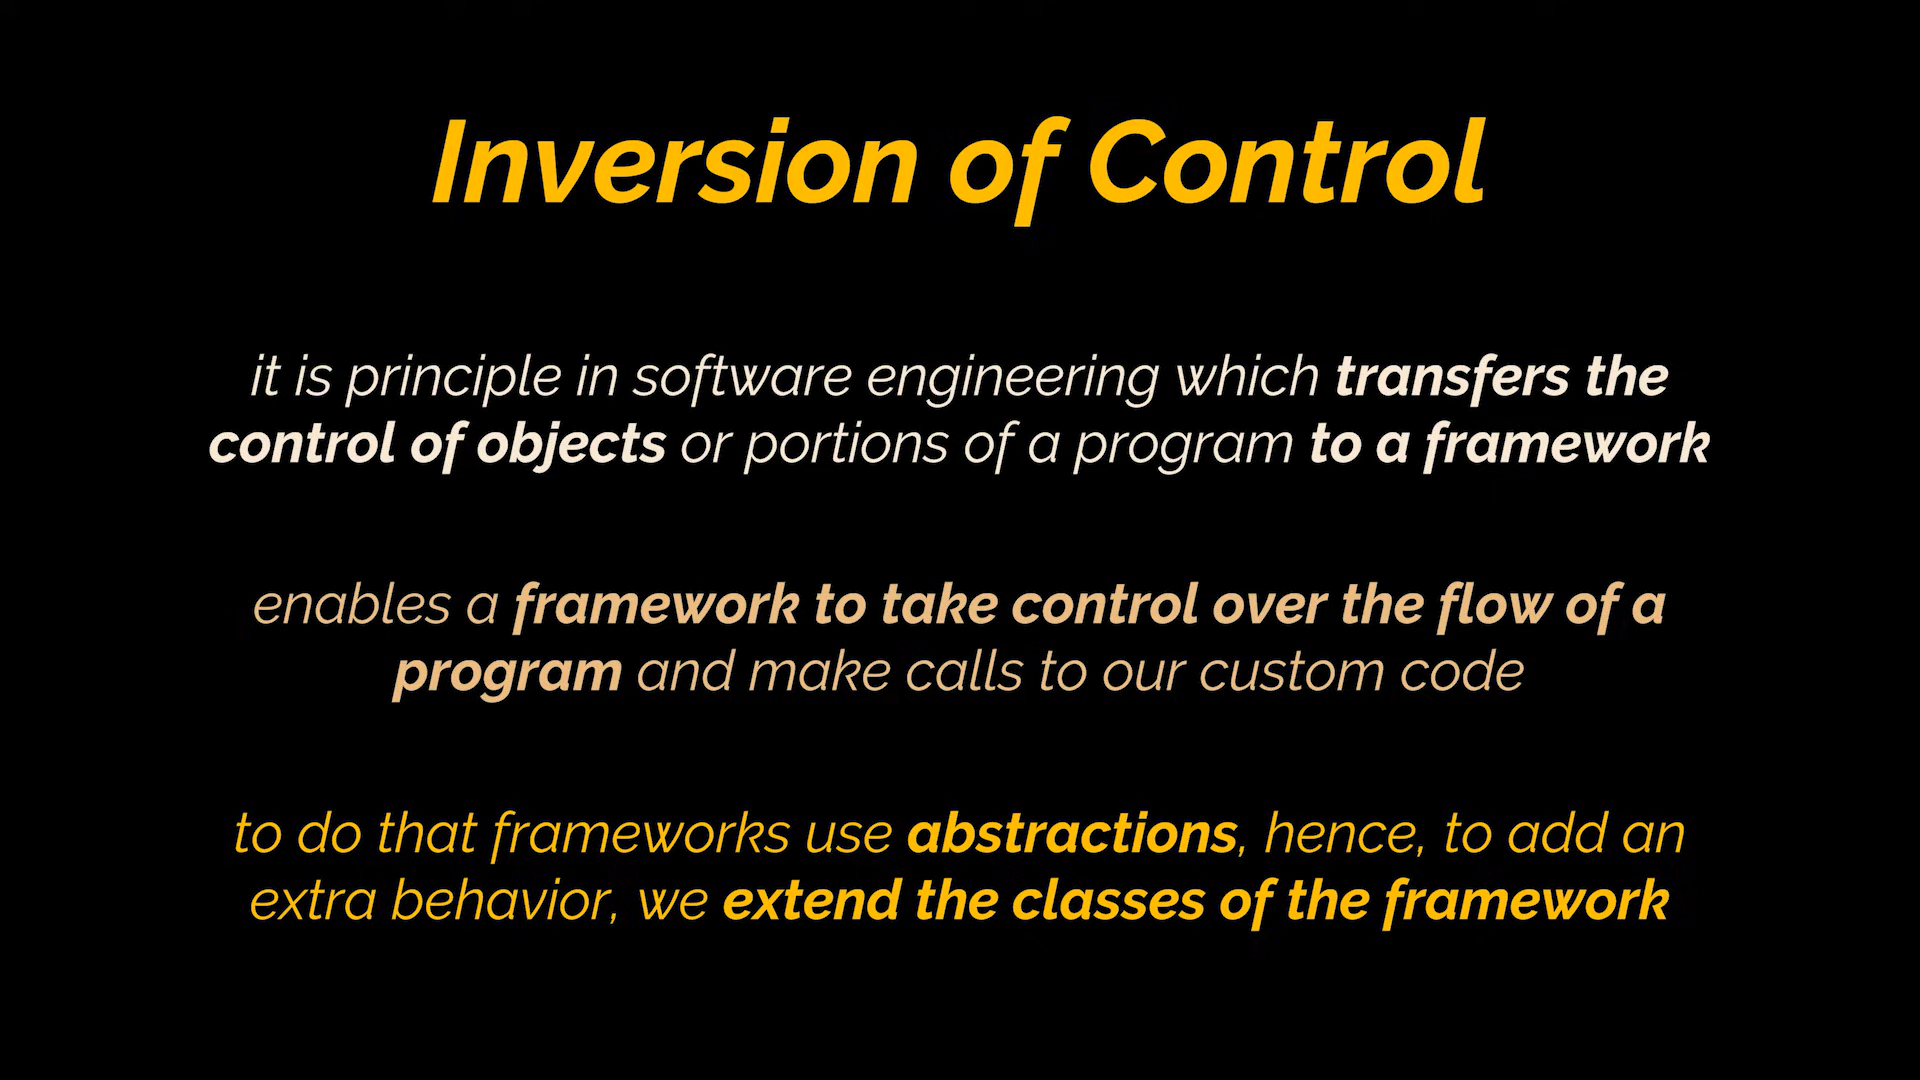 Inversion of Control
it is principle in software engineering which transfers the
control of objects or portions of a program to a framework
enables a framework to take control over the flow of a
program and make calls to our custom code
to do that frameworks use abstractions, hence, to add an
extra behavior, we extend the classes of the framework